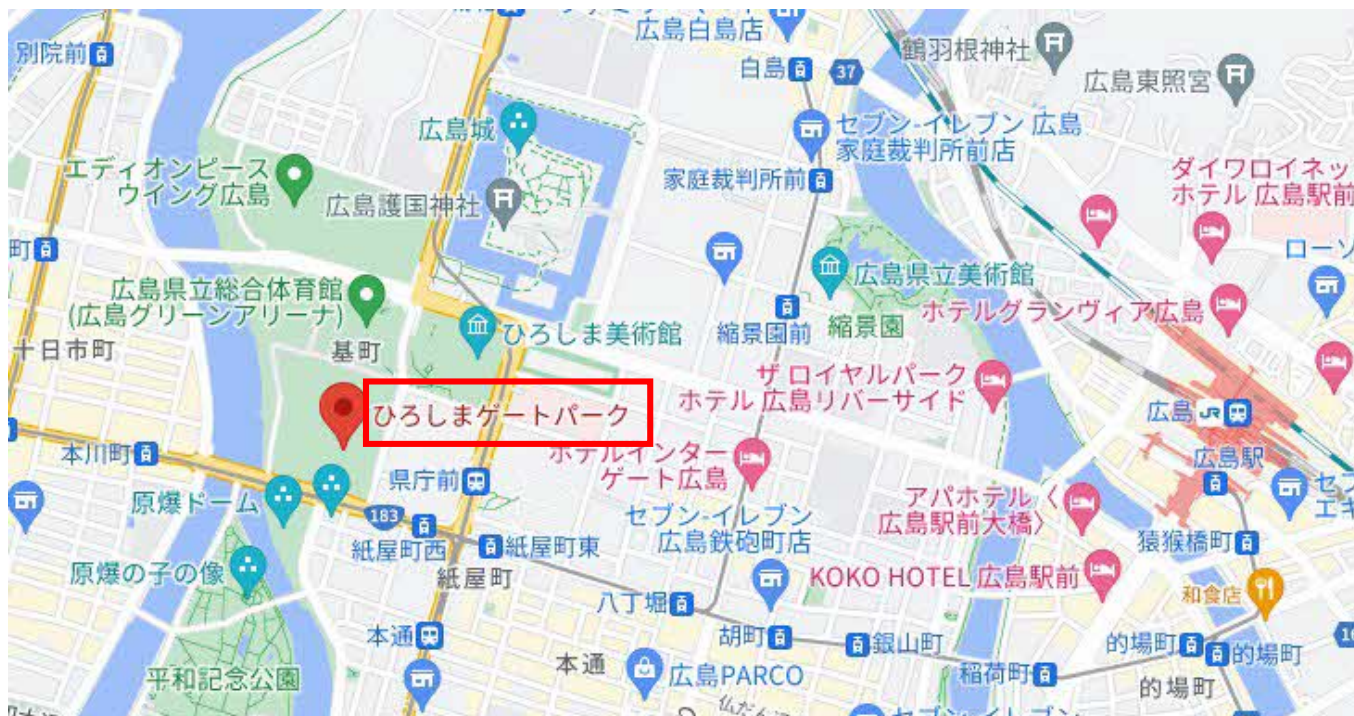 広島白島店
別院前
白島
37
鶴羽根神社
広島東照宮
広島城
セブン-イレブン 広島
家庭裁判所前店
エディオンピース
ウイング広島
家庭裁判所前
ダイワロイネッ
ホテル 広島駅前
広島護国神社
町
ローソ
広島県立美術館
広島県立総合体育館
(広島グリーンアリーナ)
縮景園前
縮景園
ホテルグランヴィア広島
ひろしま美術館
十日市町
基町
ザ ロイヤルパーク
ホテル 広島リバーサイド
ひろしまゲートパーク
広島
JR
本川町
ホテルインター
ゲート広島
広島駅
県庁前
原爆ドーム
アパホテル〈
広島駅前大橋〉
セブ
エキ
183
セブン-イレブン
広島鉄砲町店
紙屋町西
紙屋町東
猿猴橋町
原爆の子の像
紙屋町
KOKO HOTEL 広島駅前
和食店
八丁堀
本通
胡町
銀山町
的場町
的場町
16
平和記念公園
本通
広島PARCO
稲荷町
的場町